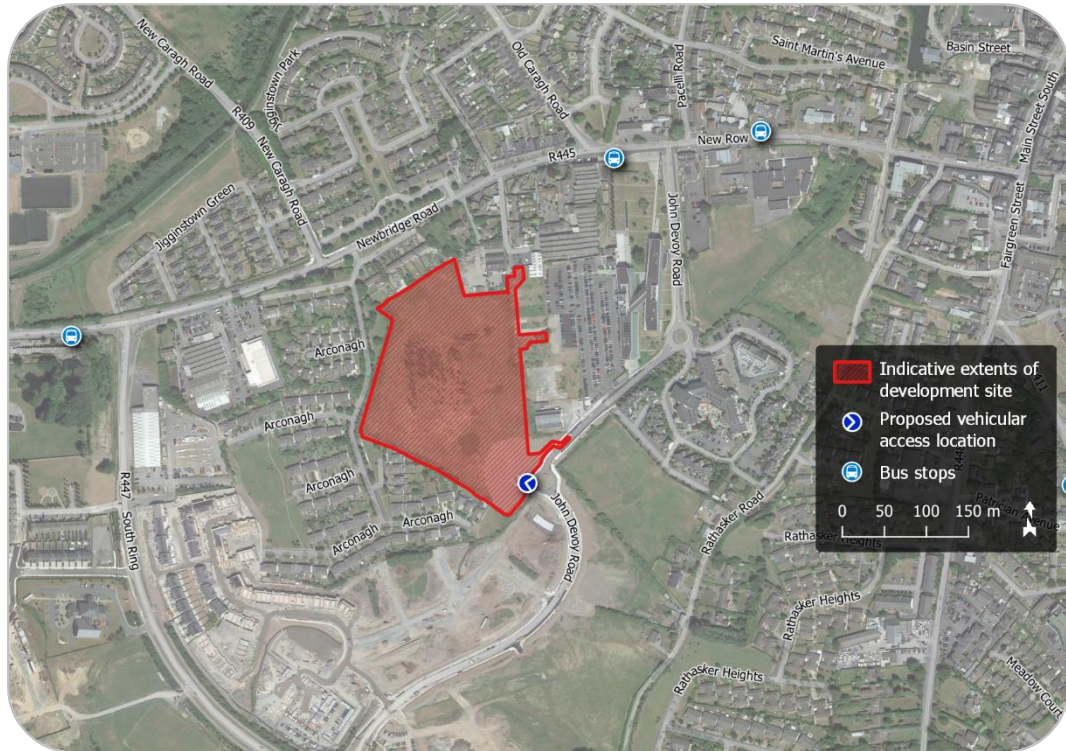 New Caragh Road
Jigginstown Park
Old Caragh Road
Pacelli Road
Saint Martin's Avenue
Basin Street
R409
New Caragh Road
R445
New Row
Main Street South
Jigginstown Green
Newbridge Road
John Devoy Road
Fairgreen Street
Arconagh
Arconagh
Arconagh
Arconagh
Arconagh
R447
South Ring
John Devoy Road
Rathasker Road
Rathasker Heights
Rathasker Heights
Rathasker Heights
Meadow Court
Patrician Avenue
R448
Indicative extents of
development site
Proposed vehicular
access location
Bus stops
0 50 100 150 m